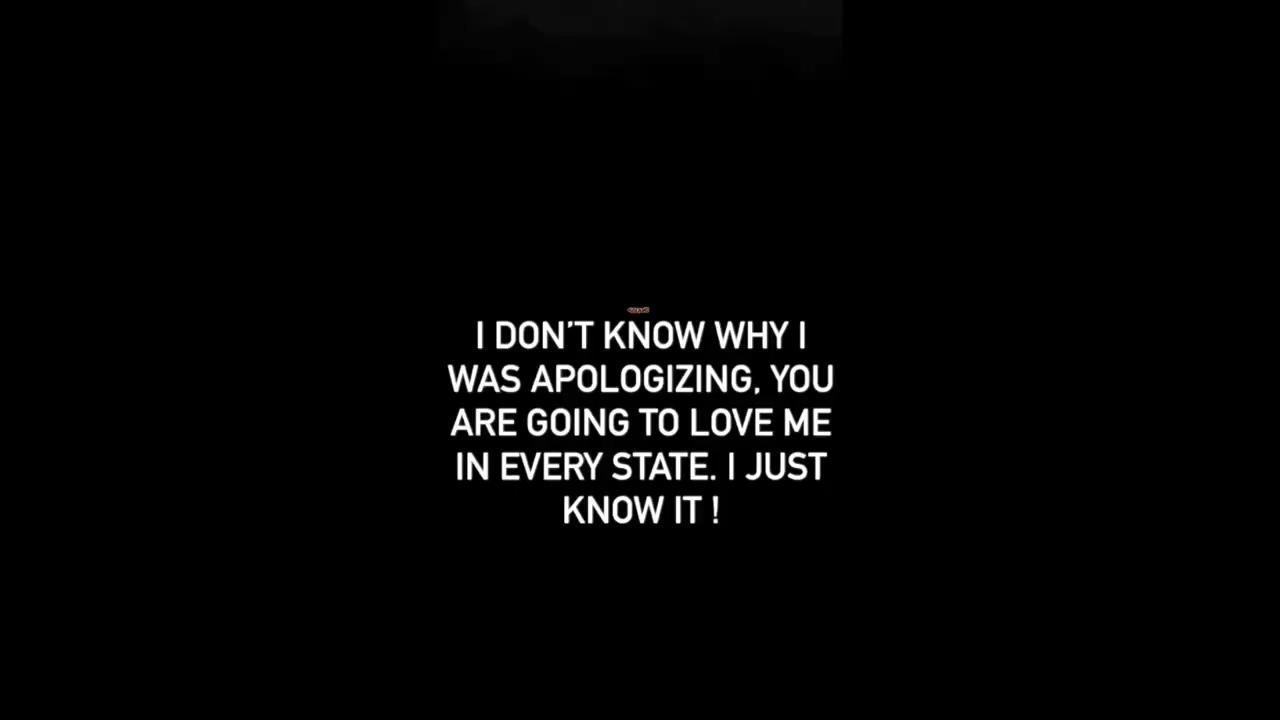 I DON'T KNOW WHY I
WAS APOLOGIZING, YOU
ARE GOING TO LOVE ME
IN EVERY STATE. I JUST
KNOW IT !